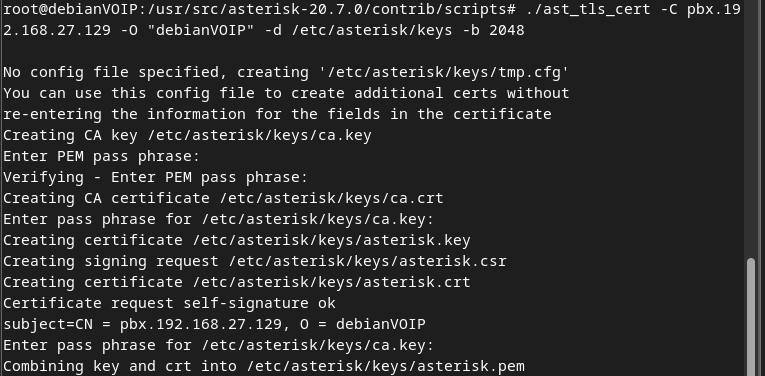 root@debianVOIP:/usr/src/asterisk-20.7.0/contrib/scripts# ./ast_tls_cert -C pbx.19
2.168.27.129 -O "debianVOIP" -d /etc/asterisk/keys -b 2048
No config file specified, creating '/etc/asterisk/keys/tmp.cfg'
You can use this config file to create additional certs without
re-entering the information for the fields in the certificate
Creating CA key /etc/asterisk/keys/ca.key
Enter PEM pass phrase:
Verifying - Enter PEM pass phrase:
Creating CA certificate /etc/asterisk/keys/ca.crt
Enter pass phrase for /etc/asterisk/keys/ca.key:
Creating certificate /etc/asterisk/keys/asterisk.key
Creating signing request /etc/asterisk/keys/asterisk.csr
Creating certificate /etc/asterisk/keys/asterisk.crt
Certificate request self-signature ok
subject=CN = pbx.192.168.27.129, O = debianVOIP
Enter pass phrase for /etc/asterisk/keys/ca.key:
Combining key and crt into /etc/asterisk/keys/asterisk.pem